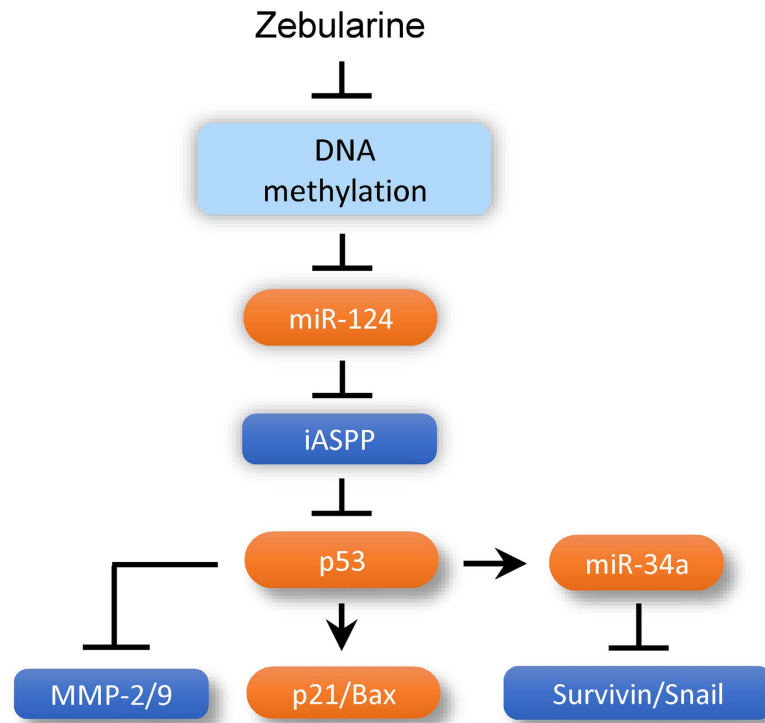 Zebularine
DNA
methylation
miR-124
iASPP
p53
miR-34a
MMP-2/9
p21/Bax
Survivin/Snail